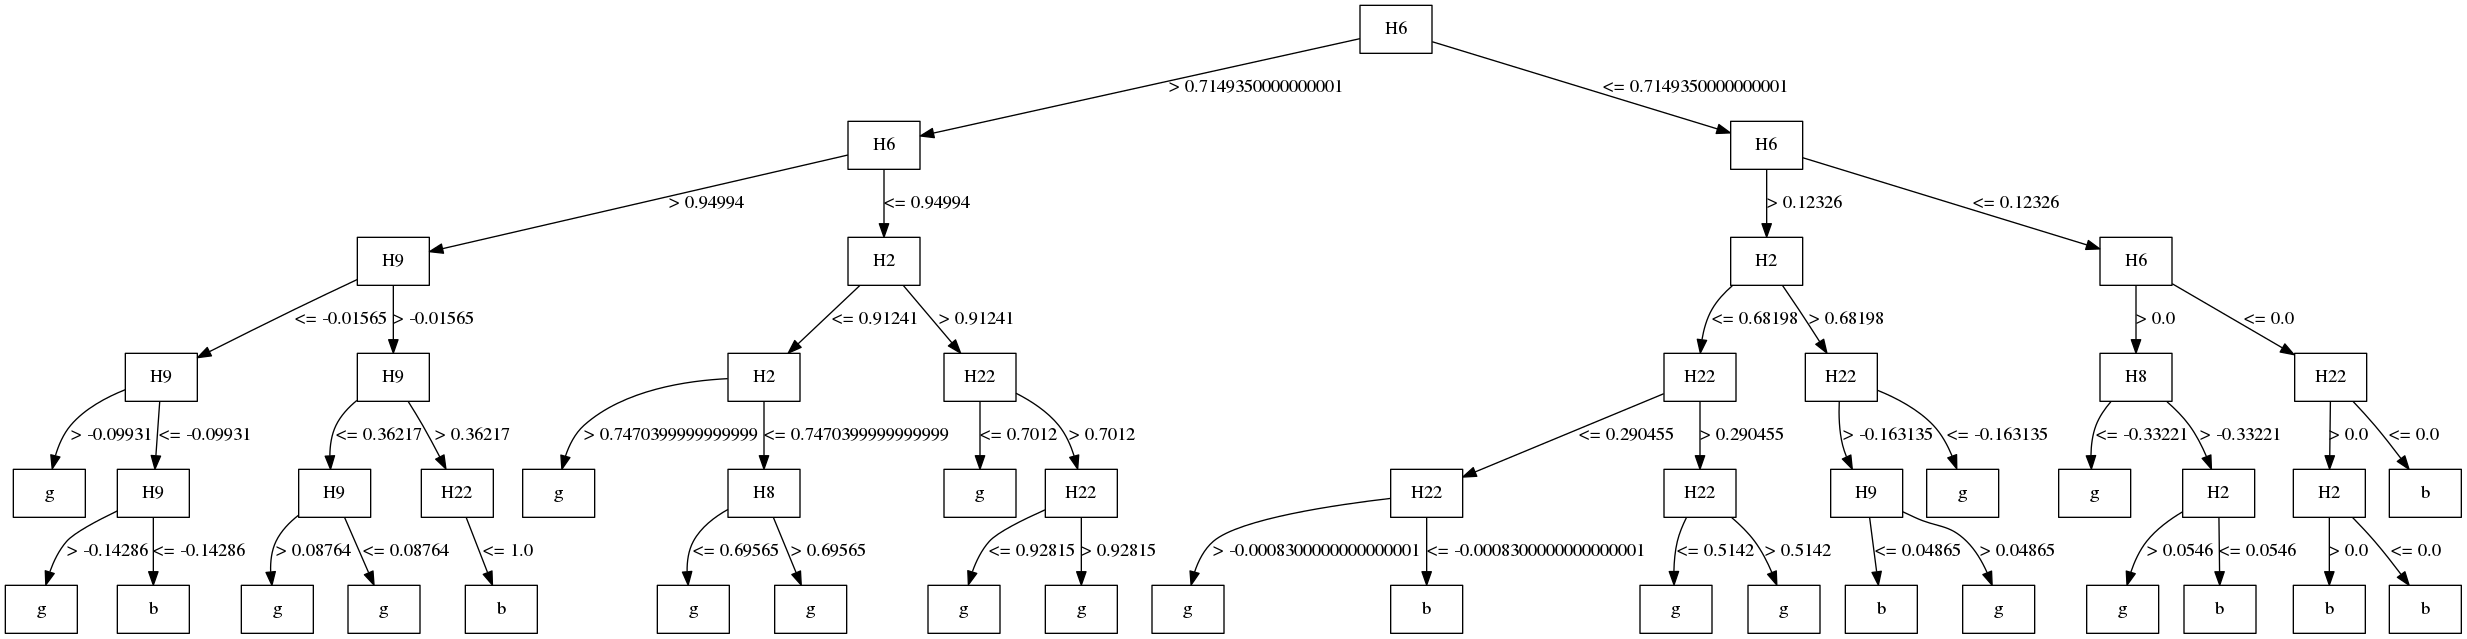 H6
> 0.7149350000000001 <= 0.7149350000000001
H6 H6
> 0.94994 <= 0.94994 > 0.12326 <= 0.12326
H9 H2 H2 H6
<= -0.01565 > -0.01565 <= 0.91241 > 0.91241 <= 0.68198 > 0.68198 > 0.0 <= 0.0
H9 H9 H2 H22 H22 H22 H8 H22
> -0.09931 <= -0.09931 <= 0.36217 > 0.36217 > 0.7470399999999999 <= 0.7470399999999999 <= 0.7012 > 0.7012 <= 0.290455 > 0.290455 > -0.163135 <= -0.163135 <= -0.33221 > -0.33221 > 0.0 <= 0.0
g H9 H9 H22 g H8 g H22 H22 H22 H9 g g H2 H2 b
> -0.14286 <= -0.14286 > 0.08764 <= 0.08764 <= 1.0 <= 0.69565 > 0.69565 <= 0.92815 > 0.92815 > -0.0008300000000000001 <= -0.0008300000000000001 <= 0.5142 > 0.5142 <= 0.04865 > 0.04865 > 0.0546 <= 0.0546 > 0.0 <= 0.0
g b g g b g g g g g b g g b g g b b b